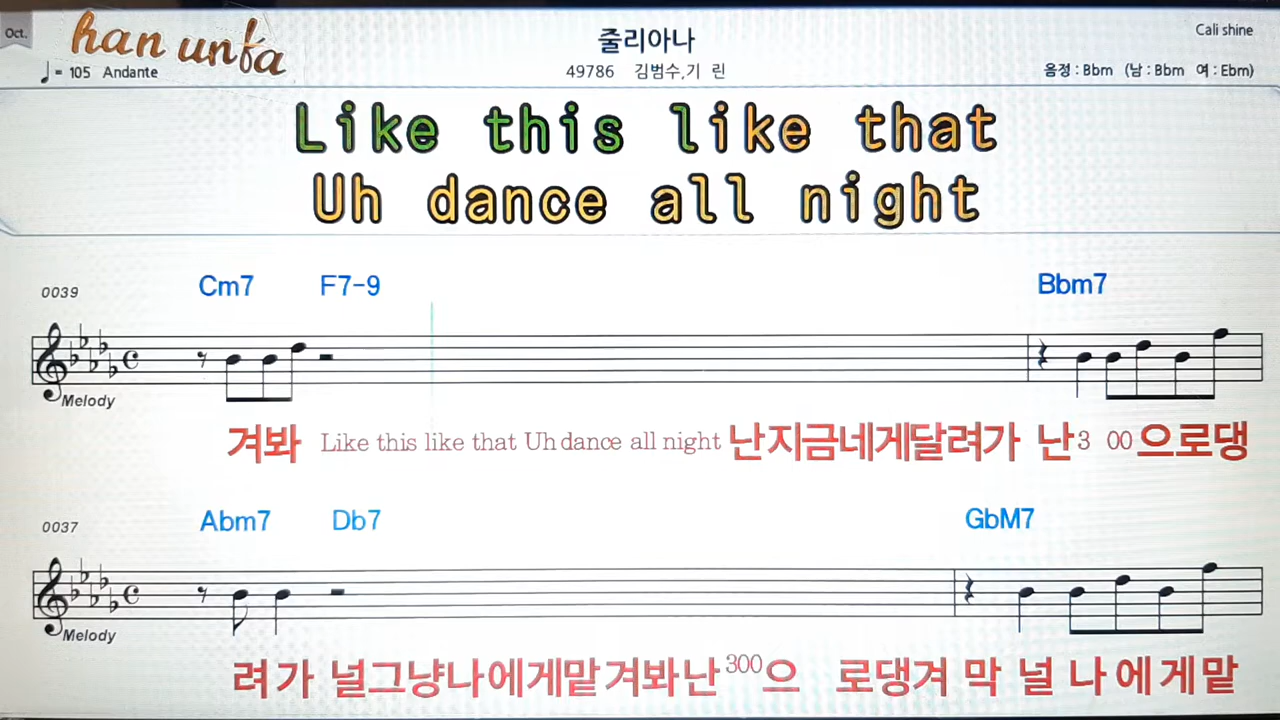 Oct.
han unfa
줄리아나
Cali shine
♩= 105 Andante
49786 김범수,기 린
음정 : Bbm (남 : Bbm 여 : Ebm)
Like this like that
Uh dance all night
0039
Cm7 F7-9 Bbm7
Melody
겨봐 Like this like that Uh dance all night 난지금네게달려가 난3 00으로댕
0037
Abm7 Db7 GbM7
Melody
려가 널그냥나에게맡겨봐난300으 로댕겨 막 널 나에게맡